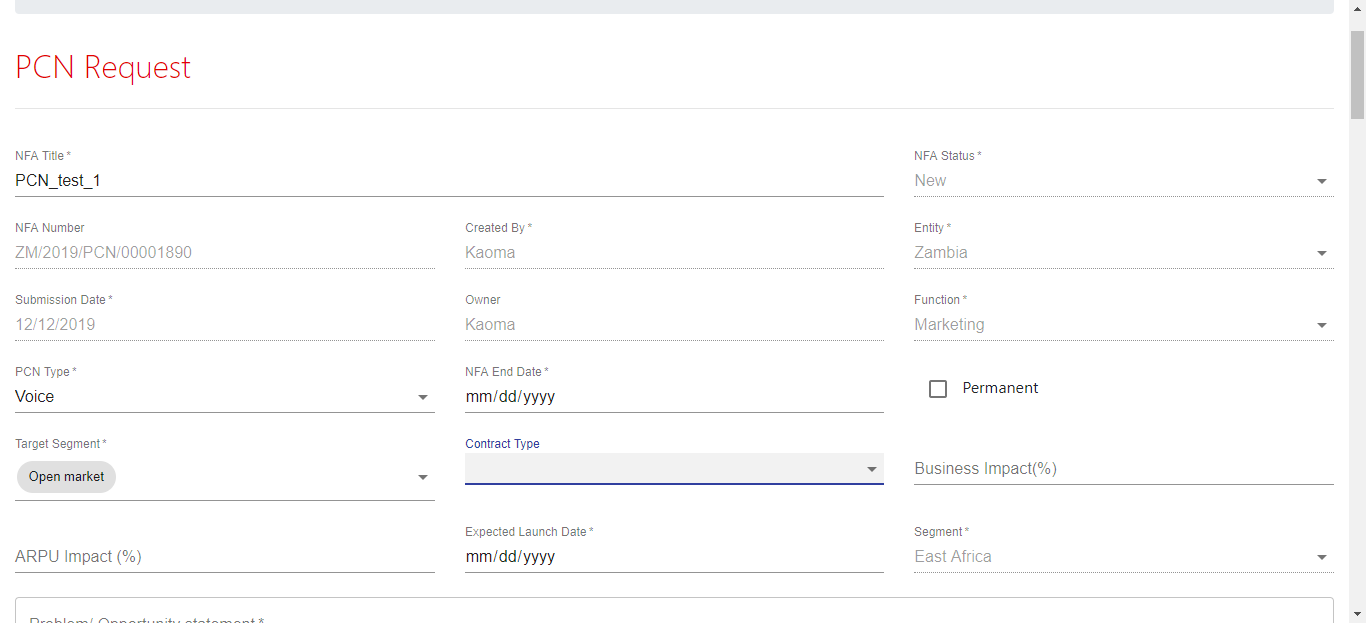 PCN Request
NFA Title *
PCN_test_1
NFA Status *
New
NFA Number
ZM/2019/PCN/00001890
Created By *
Kaoma
Entity *
Zambia
Submission Date *
12/12/2019
Owner
Kaoma
Function *
Marketing
PCN Type *
Voice
NFA End Date *
mm/dd/yyyy
Permanent
Target Segment *
Open market
Contract Type
Business Impact(%)
ARPU Impact (%)
Expected Launch Date *
mm/dd/yyyy
Segment *
East Africa
Problem/ Opportunity statement *